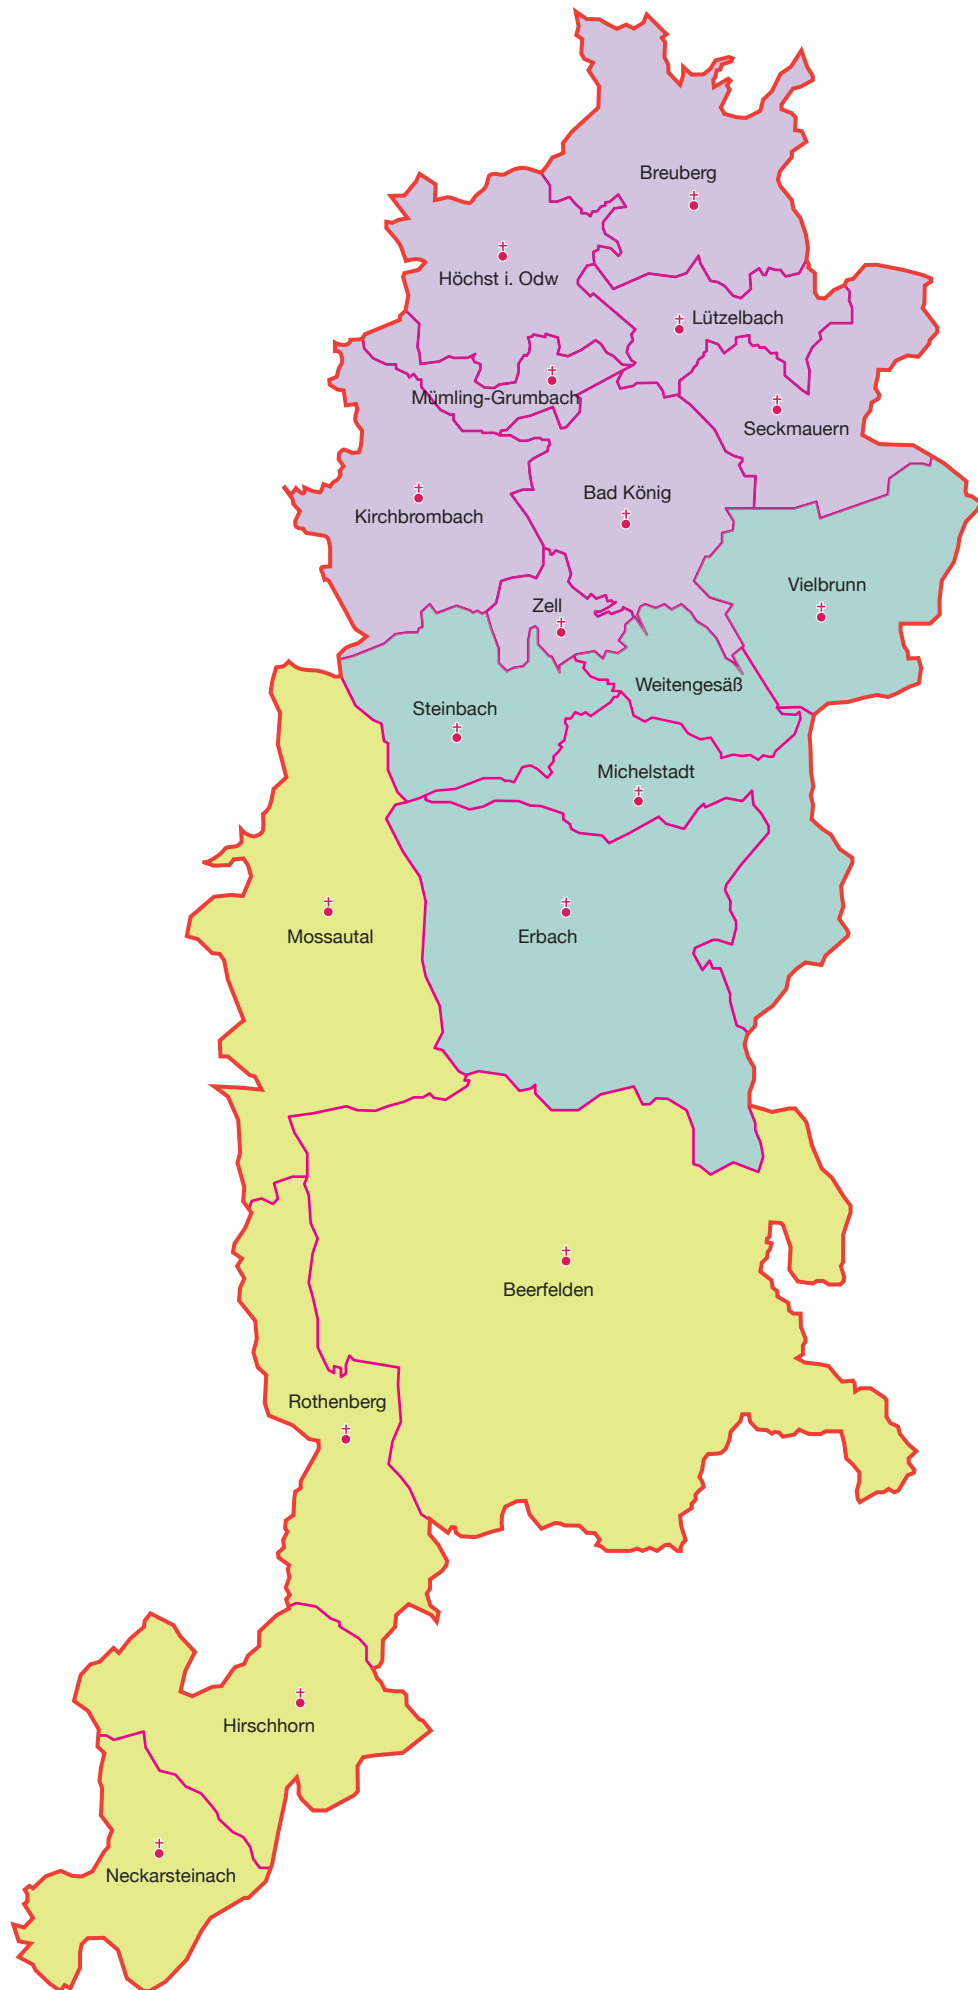 Breuberg
Höchst i. Odw
Lützelbach
Mümling-Grumbach
Seckmauern
Bad König
Kirchbrombach
Vielbrunn
Zell
Weitengesäß
Steinbach
Michelstadt
Mossautal
Erbach
Beerfelden
Rothenberg
Hirschhorn
Neckarsteinach